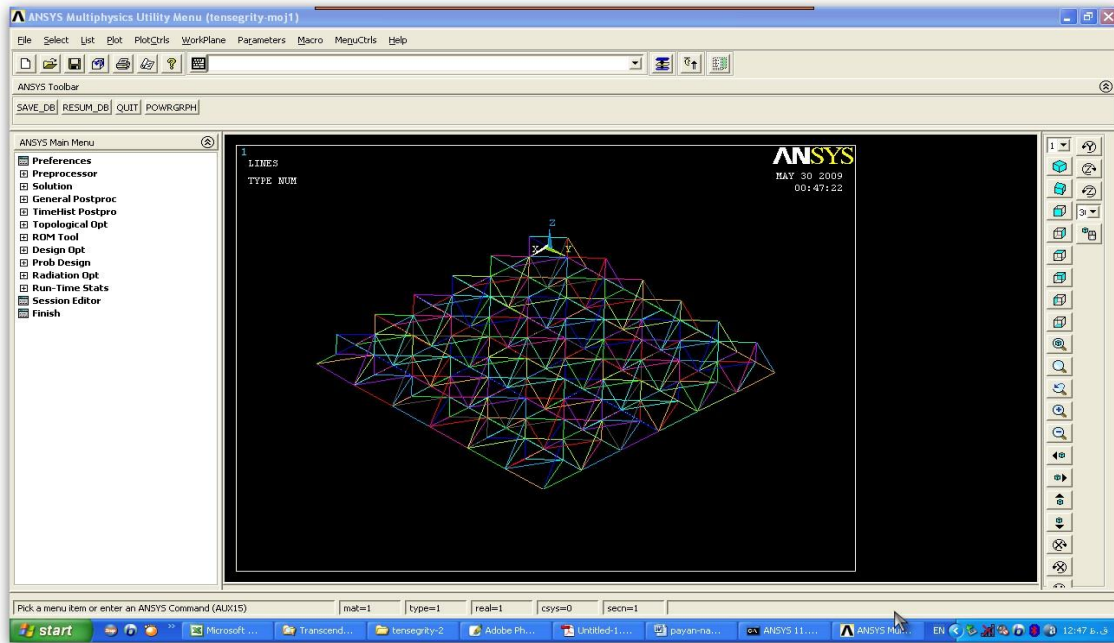 ANSYS Multiphysics Utility Menu (tensegrity-moj1)
File Select List Plot PlotCtrls WorkPlane Parameters Macro MenuCtrls Help
ANSYS Toolbar
SAVE_DB RESUM_DB QUIT POWRGRPH
ANSYS Main Menu
Preferences
Preprocessor
Solution
General Postproc
TimeHist Postpro
Topological Opt
ROM Tool
Design Opt
Prob Design
Radiation Opt
Run-Time Stats
Session Editor
Finish
1
LINES
TYPE NUM
ANSYS
MAY 30 2009
00:47:22
Z
X Y
1
Pick a menu item or enter an ANSYS Command (AUX15) mat=1 type=1 real=1 csys=0 secn=1
start Microsoft ... Transcend... tensegrity-2 Adobe Ph... Untitled-1.... payan-na... ANSYS 11.... ANSYS Mul... EN 12:47